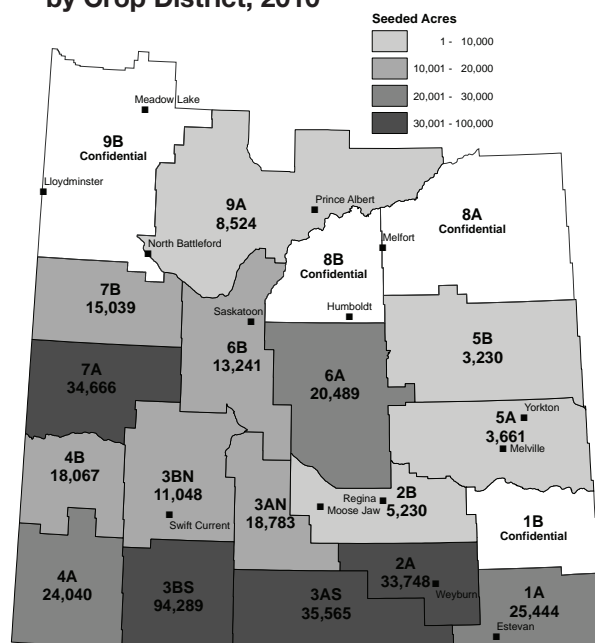 by Crop District, 2010
Seeded Acres
1 - 10,000
10,001 - 20,000
20,001 - 30,000
30,001 - 100,000
Meadow Lake
9B
Confidential
Lloydminster
9A
8,524
Prince Albert
8A
Confidential
North Battleford
Melfort
8B
Confidential
7B
15,039
Saskatoon
Humboldt
6B
13,241
5B
3,230
7A
34,666
6A
20,489
Yorkton
5A
3,661
Melville
4B
18,067
3BN
11,048
Swift Current
3AN
18,783
Regina
Moose Jaw
2B
5,230
1B
Confidential
4A
24,040
3BS
94,289
3AS
35,565
2A
33,748
Weyburn
1A
25,444
Estevan